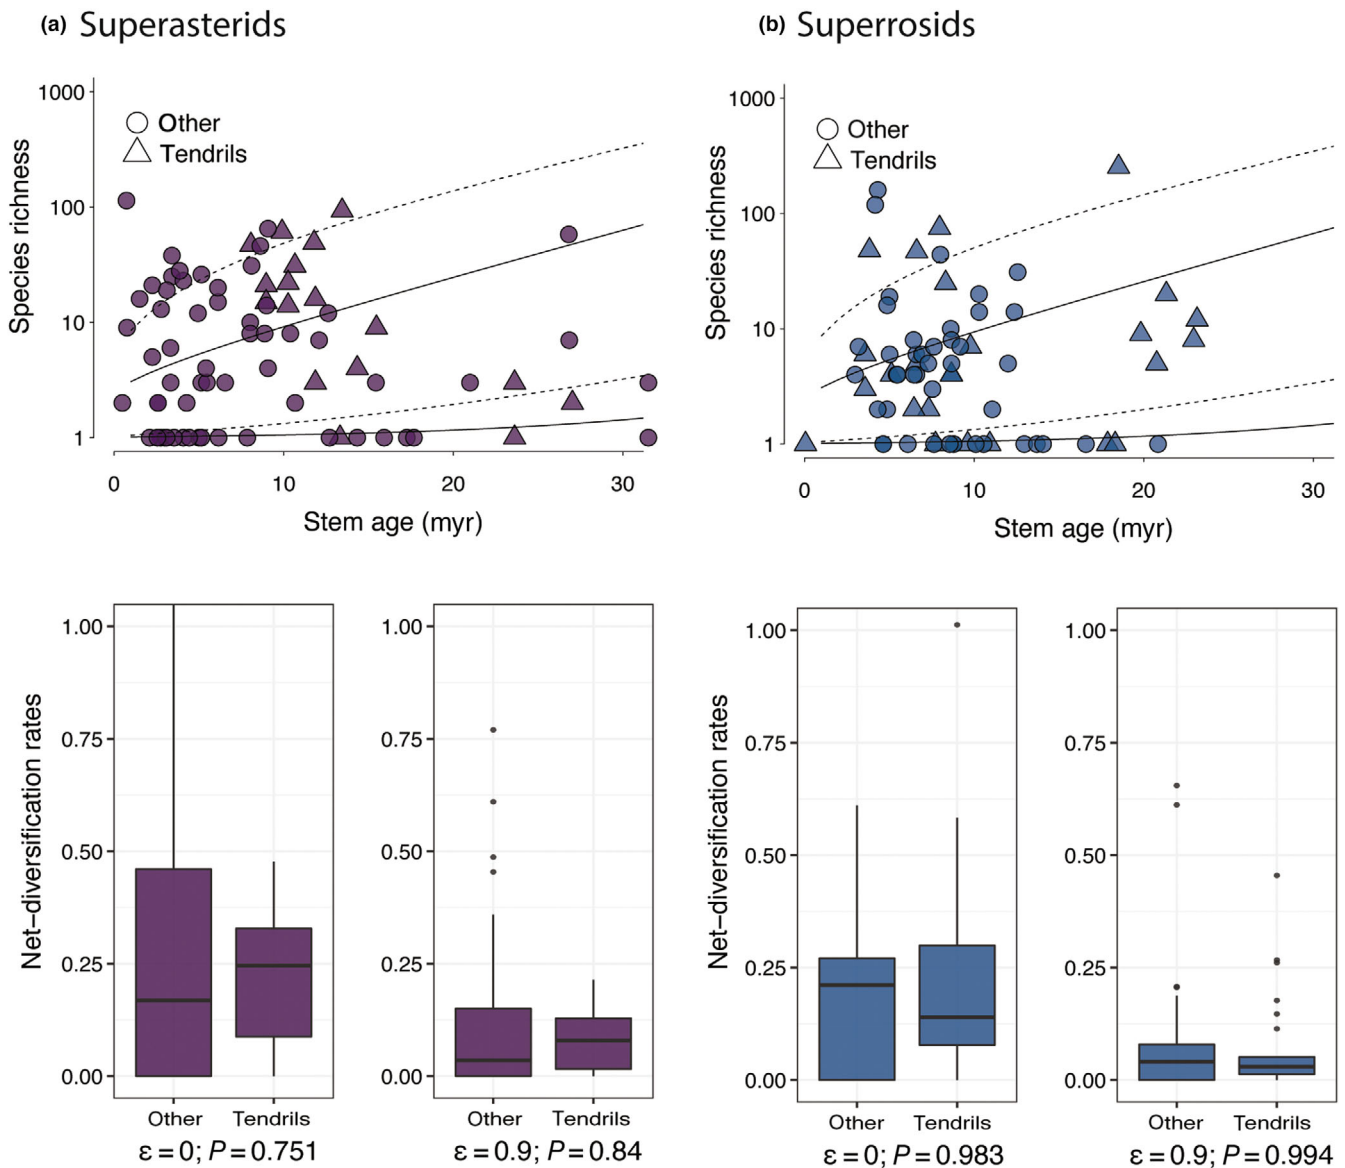 (a) Superasterids
1000
100
10
1
Species richness
Other
Tendrils
0 10 20 30
Stem age (myr)
(b) Superrosids
1000
100
10
1
Species richness
Other
Tendrils
0 10 20 30
Stem age (myr)
Net–diversification rates
1.00
0.75
0.50
0.25
0.00
Other Tendrils
ε = 0; P = 0.751
1.00
0.75
0.50
0.25
0.00
Other Tendrils
ε = 0.9; P = 0.84
Net–diversification rates
1.00
0.75
0.50
0.25
0.00
Other Tendrils
ε = 0; P = 0.983
1.00
0.75
0.50
0.25
0.00
Other Tendrils
ε = 0.9; P = 0.994